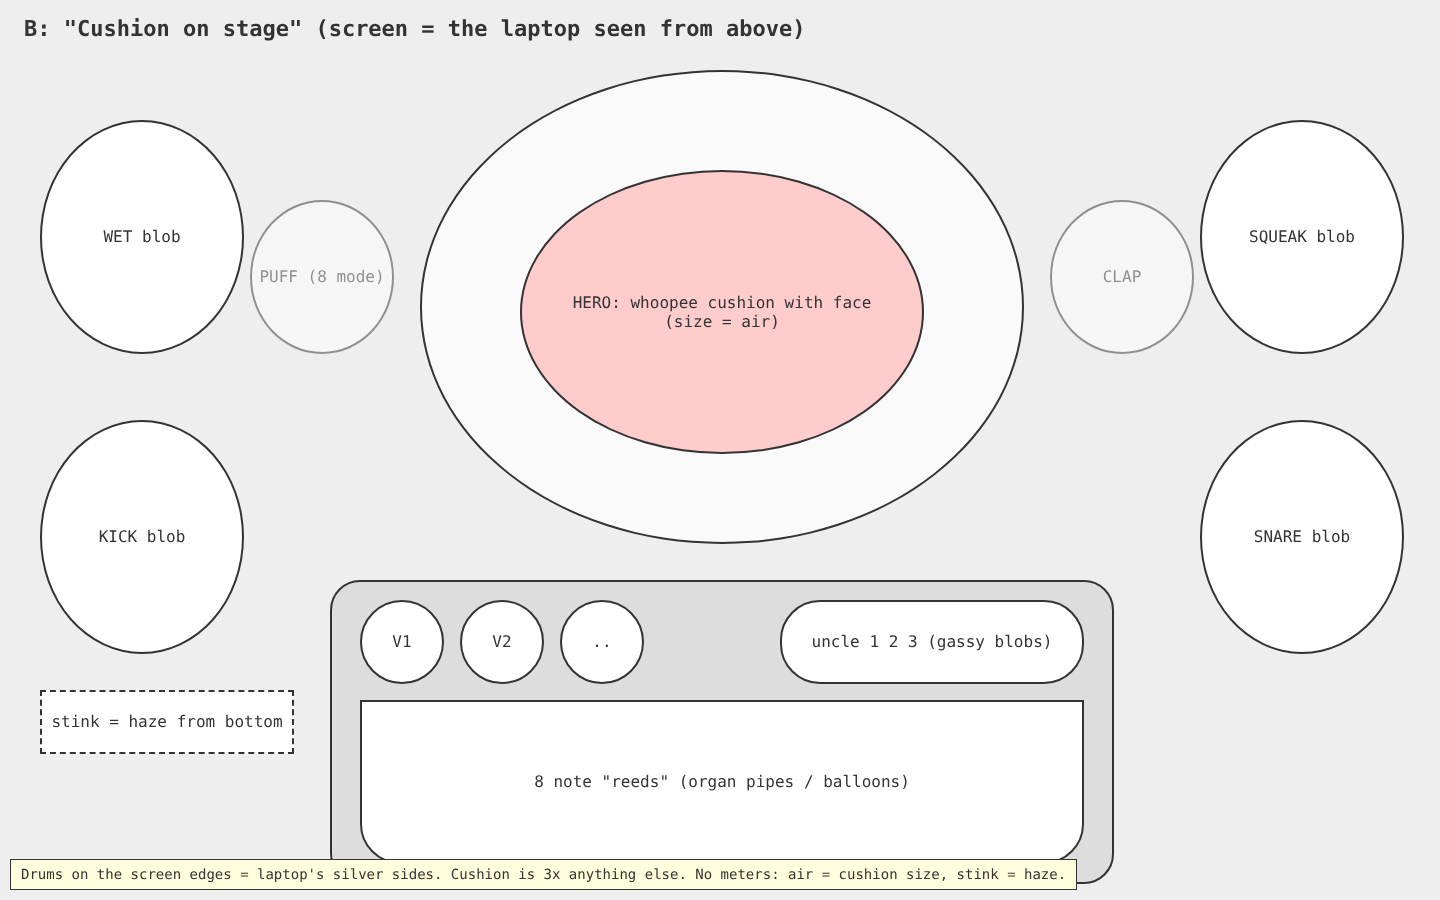 B: "Cushion on stage" (screen = the laptop seen from above)
WET blob
PUFF (8 mode)
HERO: whoopee cushion with face
(size = air)
CLAP
SQUEAK blob
KICK blob
SNARE blob
V1
V2
..
uncle 1 2 3 (gassy blobs)
stink = haze from bottom
8 note "reeds" (organ pipes / balloons)
Drums on the screen edges = laptop's silver sides. Cushion is 3x anything else. No meters: air = cushion size, stink = haze.